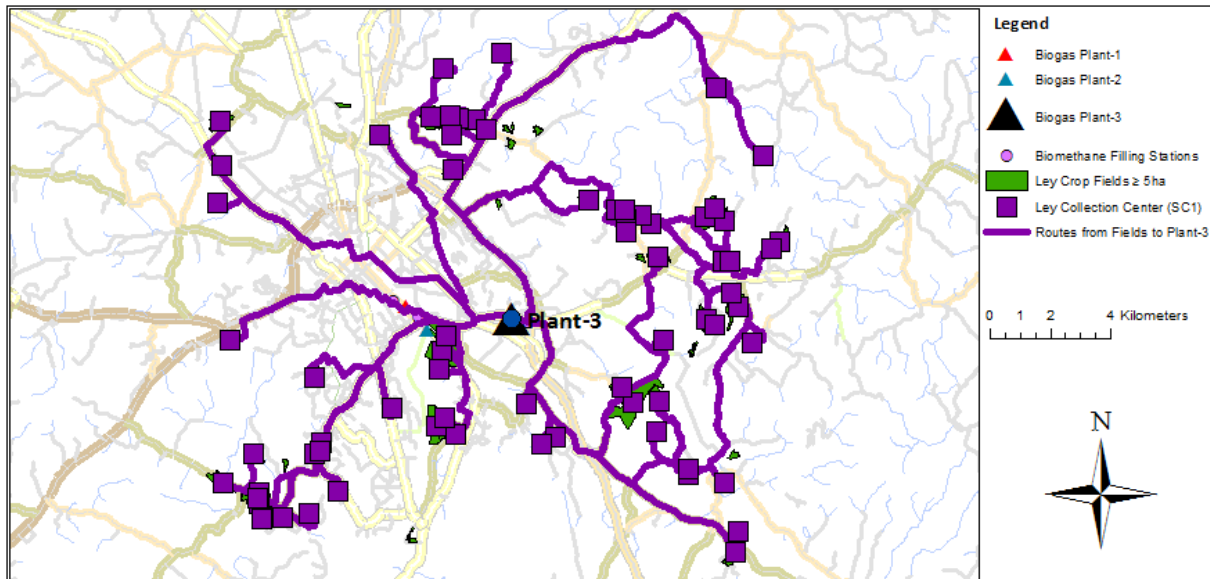 Legend
Biogas Plant-1
Biogas Plant-2
Biogas Plant-3
Biomethane Filling Stations
Ley Crop Fields ≥ 5ha
Ley Collection Center (SC1)
Routes from Fields to Plant-3
Plant-3
0 1 2 4 Kilometers
N